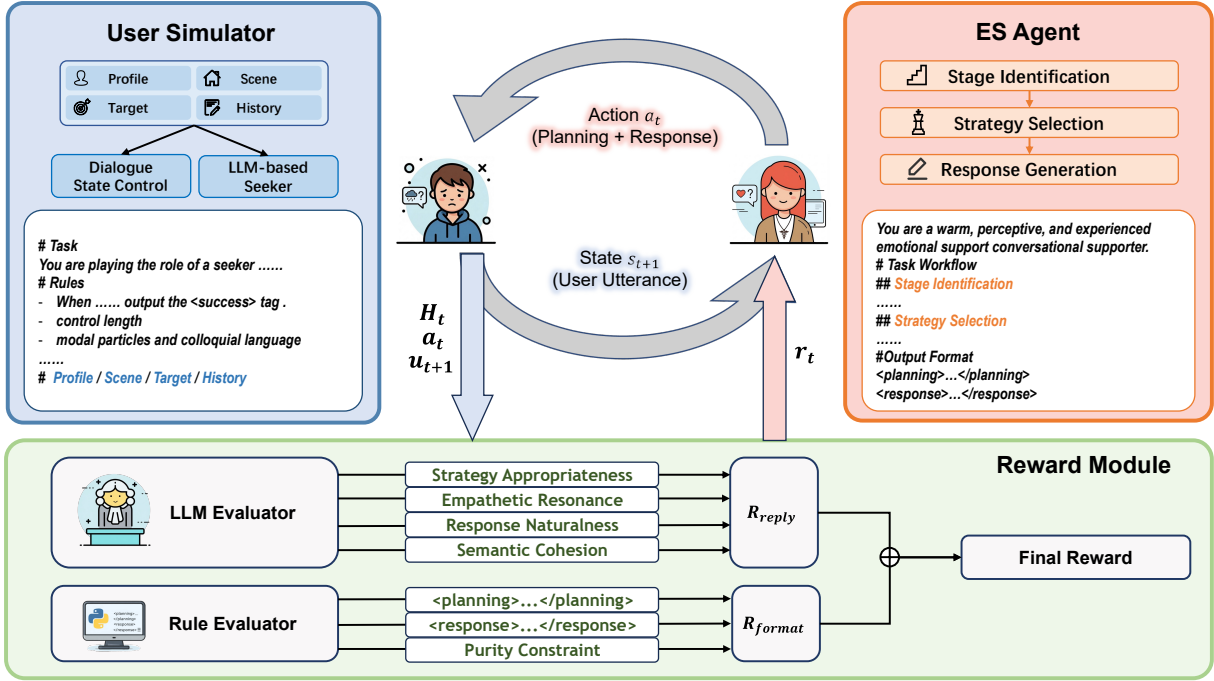 User Simulator
Profile
Scene
Target
History
Dialogue
State Control
LLM-based
Seeker
# Task
You are playing the role of a seeker ……
# Rules
- When …… output the <success> tag .
- control length
- modal particles and colloquial language
……
# Profile / Scene / Target / History
Action a_t
(Planning + Response)
State s_{t+1}
(User Utterance)
H_t
a_t
u_{t+1}
r_t
ES Agent
Stage Identification
Strategy Selection
Response Generation
You are a warm, perceptive, and experienced
emotional support conversational supporter.
# Task Workflow
## Stage Identification
……
## Strategy Selection
……
#Output Format
<planning>…</planning>
<response>…</response>
Reward Module
LLM Evaluator
Strategy Appropriateness
Empathetic Resonance
Response Naturalness
Semantic Cohesion
R_{reply}
Rule Evaluator
<planning>...</planning>
<response>...</response>
Purity Constraint
R_{format}
Final Reward